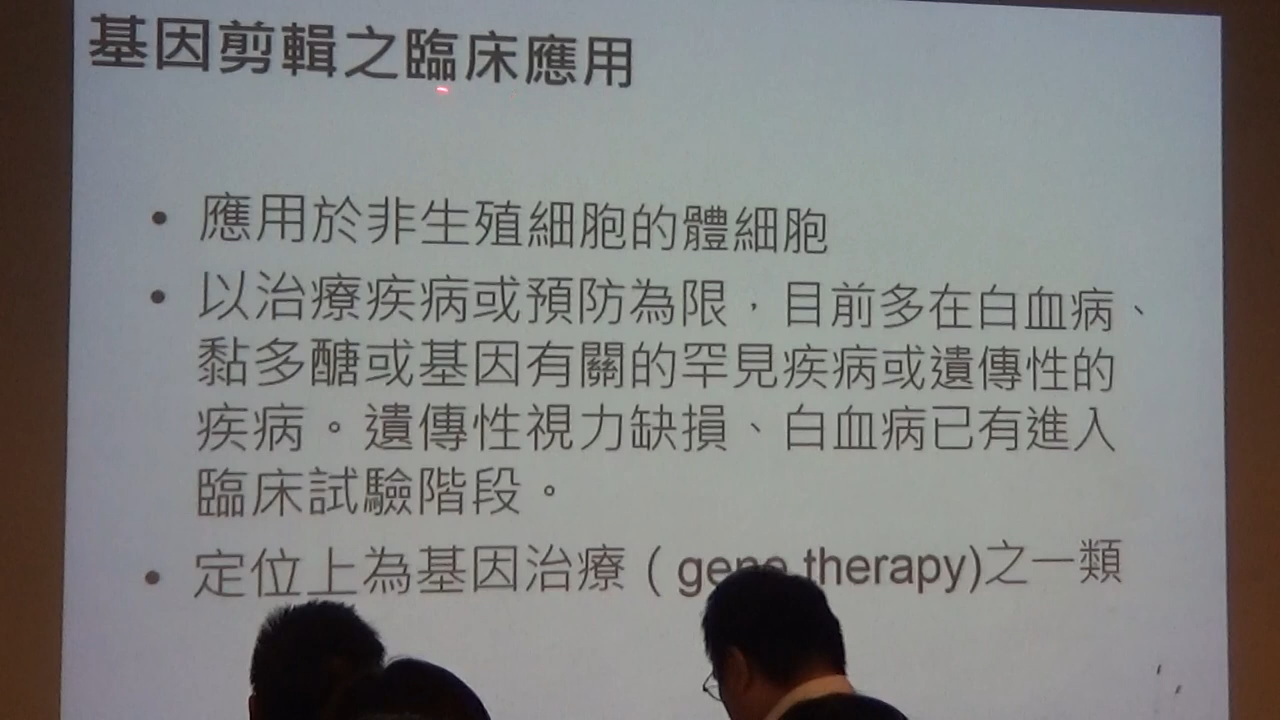 基因剪輯之臨床應用
• 應用於非生殖細胞的體細胞
• 以治療疾病或預防為限，目前多在白血病、
黏多醣或基因有關的罕見疾病或遺傳性的
疾病。遺傳性視力缺損、白血病已有進入
臨床試驗階段。
• 定位上為基因治療（gene therapy)之一類